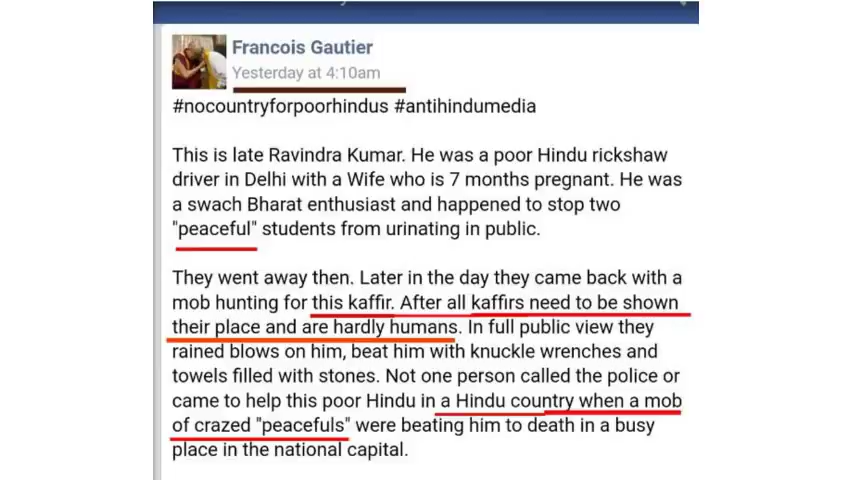 Francois Gautier
Yesterday at 4:10am
#nocountryforpoorhindus #antihindumedia
This is late Ravindra Kumar. He was a poor Hindu rickshaw
driver in Delhi with a Wife who is 7 months pregnant. He was
a swach Bharat enthusiast and happened to stop two
"peaceful" students from urinating in public.
They went away then. Later in the day they came back with a
mob hunting for this kaffir. After all kaffirs need to be shown
their place and are hardly humans. In full public view they
rained blows on him, beat him with knuckle wrenches and
towels filled with stones. Not one person called the police or
came to help this poor Hindu in a Hindu country when a mob
of crazed "peacefuls" were beating him to death in a busy
place in the national capital.